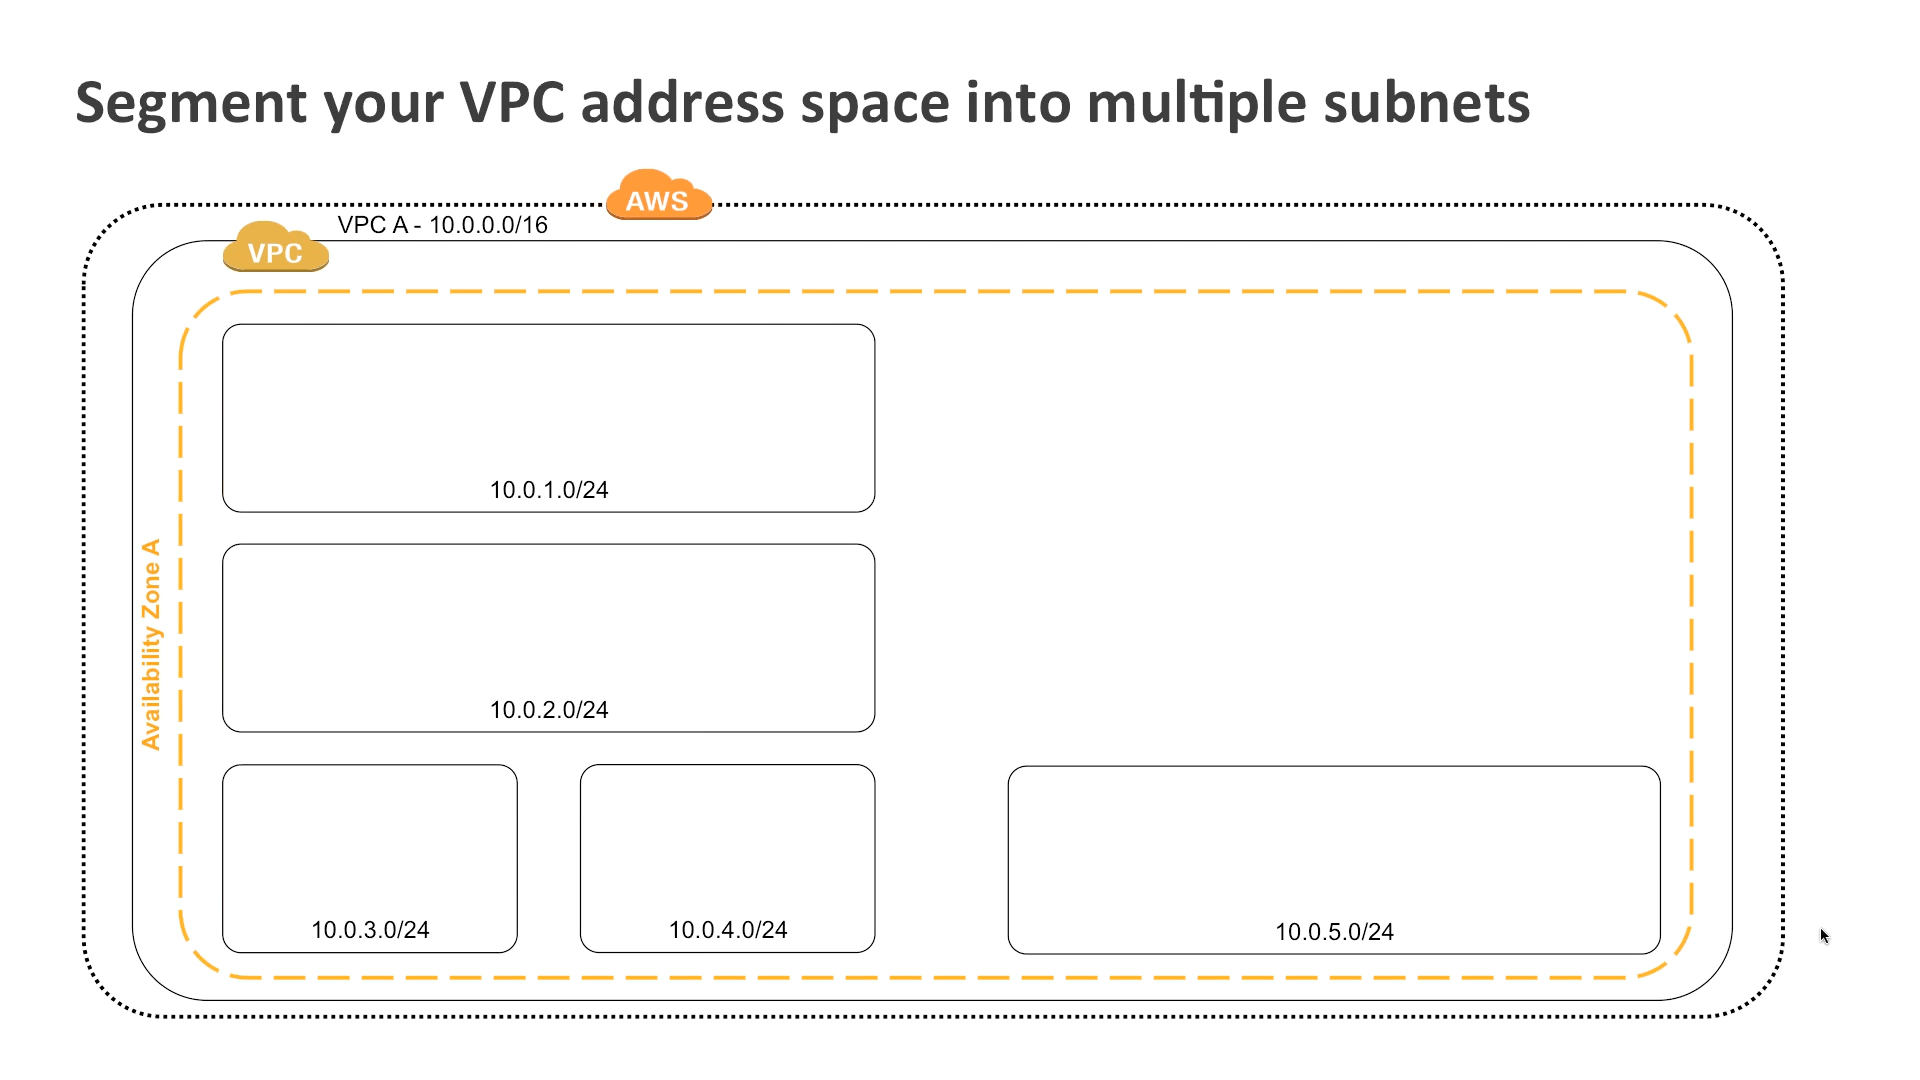 Segment your VPC address space into multiple subnets
AWS
VPC A - 10.0.0.0/16
VPC
10.0.1.0/24
Availability Zone A
10.0.2.0/24
10.0.3.0/24
10.0.4.0/24
10.0.5.0/24